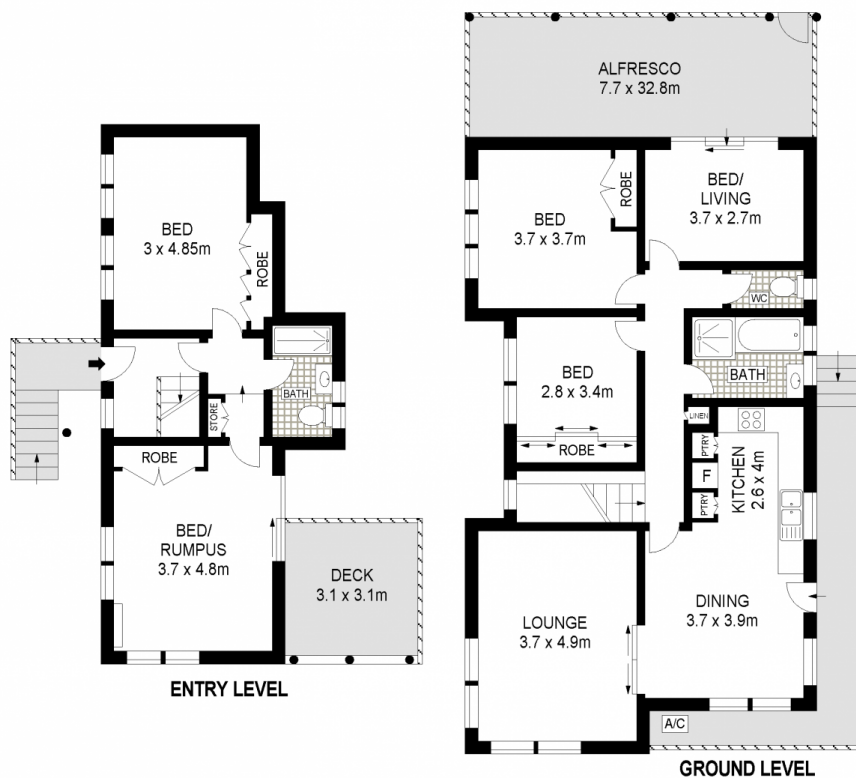 BED
3 x 4.85m
ROBE
BATH
STORE
ROBE
BED/
RUMPUS
3.7 x 4.8m
DECK
3.1 x 3.1m
ENTRY LEVEL
ALFRESCO
7.7 x 32.8m
BED
3.7 x 3.7m
ROBE
BED/
LIVING
3.7 x 2.7m
WC
BED
2.8 x 3.4m
ROBE
BATH
LINEN
P'TRY
F
P'TRY
KITCHEN
2.6 x 4m
DINING
3.7 x 3.9m
LOUNGE
3.7 x 4.9m
A/C
GROUND LEVEL